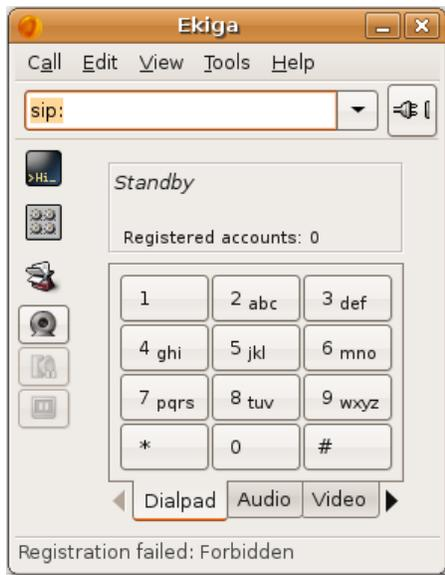 Ekiga
Call Edit View Tools Help
sip:
>Hi_
Standby
Registered accounts: 0
1 2 abc 3 def
4 ghi 5 jkl 6 mno
7 pqrs 8 tuv 9 wxyz
* 0 #
Dialpad Audio Video
Registration failed: Forbidden